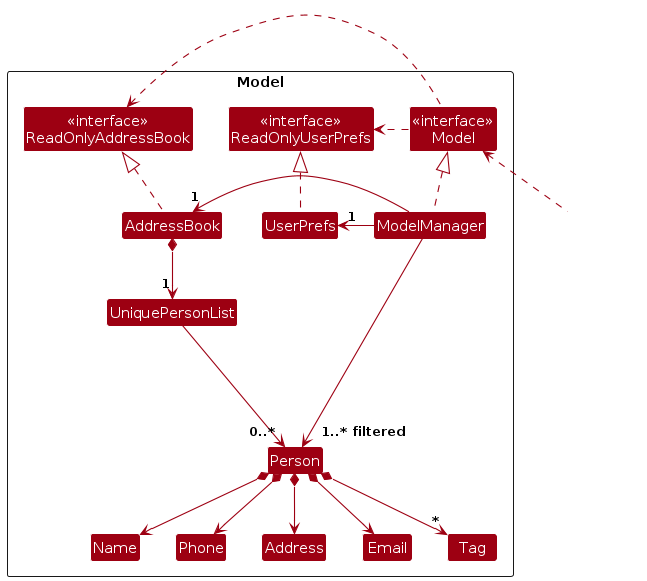 Model
«interface»
ReadOnlyAddressBook
«interface»
ReadOnlyUserPrefs
«interface»
Model
1
1
AddressBook
UserPrefs
ModelManager
1
UniquePersonList
0..*
1..* filtered
Person
*
Name
Phone
Address
Email
Tag